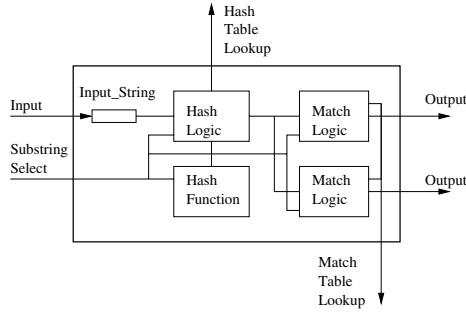 Hash
Table
Lookup
Input
Input_String
Hash
Logic
Match
Logic
Output
Substring
Select
Hash
Function
Match
Logic
Output
Match
Table
Lookup